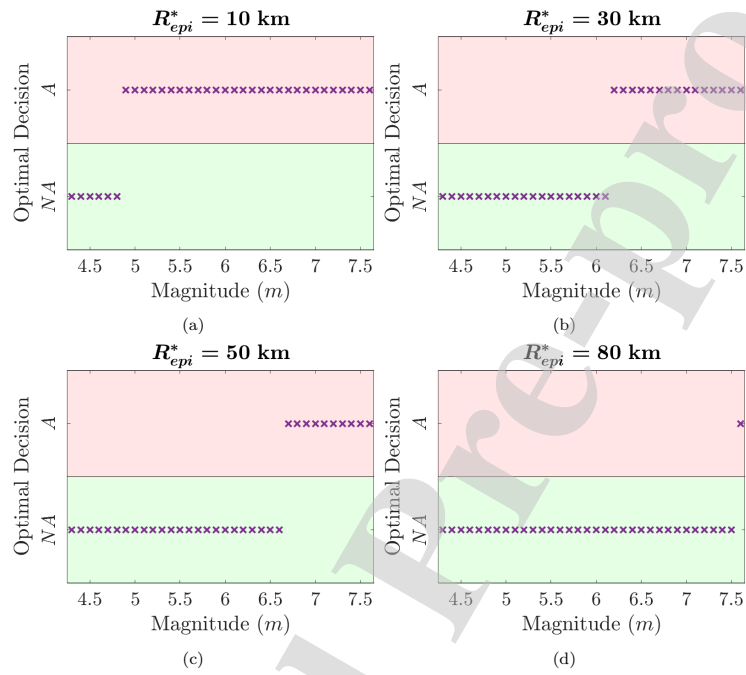 R*epi = 10 km
R*epi = 30 km
Optimal Decision
A
NA
4.5 5 5.5 6 6.5 7 7.5
Magnitude (m)
(a)
Optimal Decision
A
NA
4.5 5 5.5 6 6.5 7 7.5
Magnitude (m)
(b)
R*epi = 50 km
R*epi = 80 km
Optimal Decision
A
NA
4.5 5 5.5 6 6.5 7 7.5
Magnitude (m)
(c)
Optimal Decision
A
NA
4.5 5 5.5 6 6.5 7 7.5
Magnitude (m)
(d)
Pre-pro